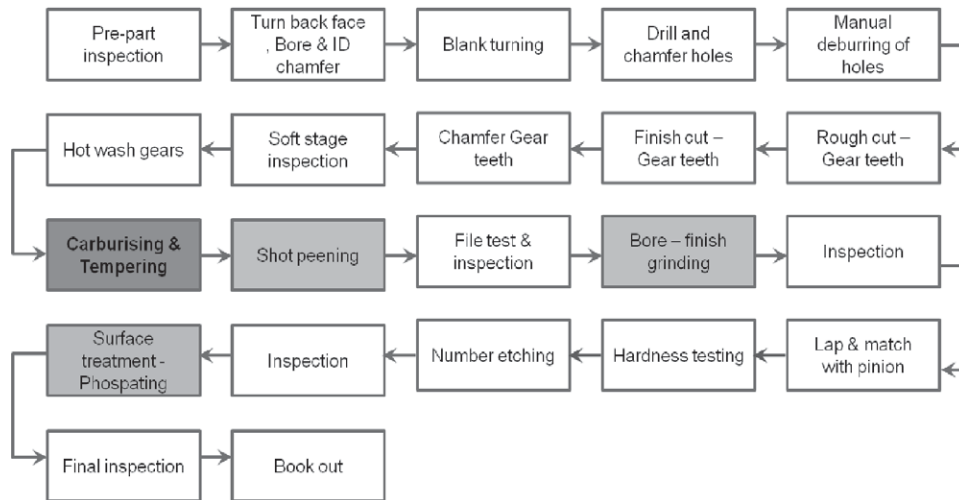 Pre-part
inspection
Turn back face
, Bore & ID
chamfer
Blank turning
Drill and
chamfer holes
Manual
deburring of
holes
Rough cut –
Gear teeth
Finish cut –
Gear teeth
Chamfer Gear
teeth
Soft stage
inspection
Hot wash gears
Carburising &
Tempering
Shot peening
File test &
inspection
Bore – finish
grinding
Inspection
Lap & match
with pinion
Hardness testing
Number etching
Inspection
Surface
treatment -
Phospating
Final inspection
Book out